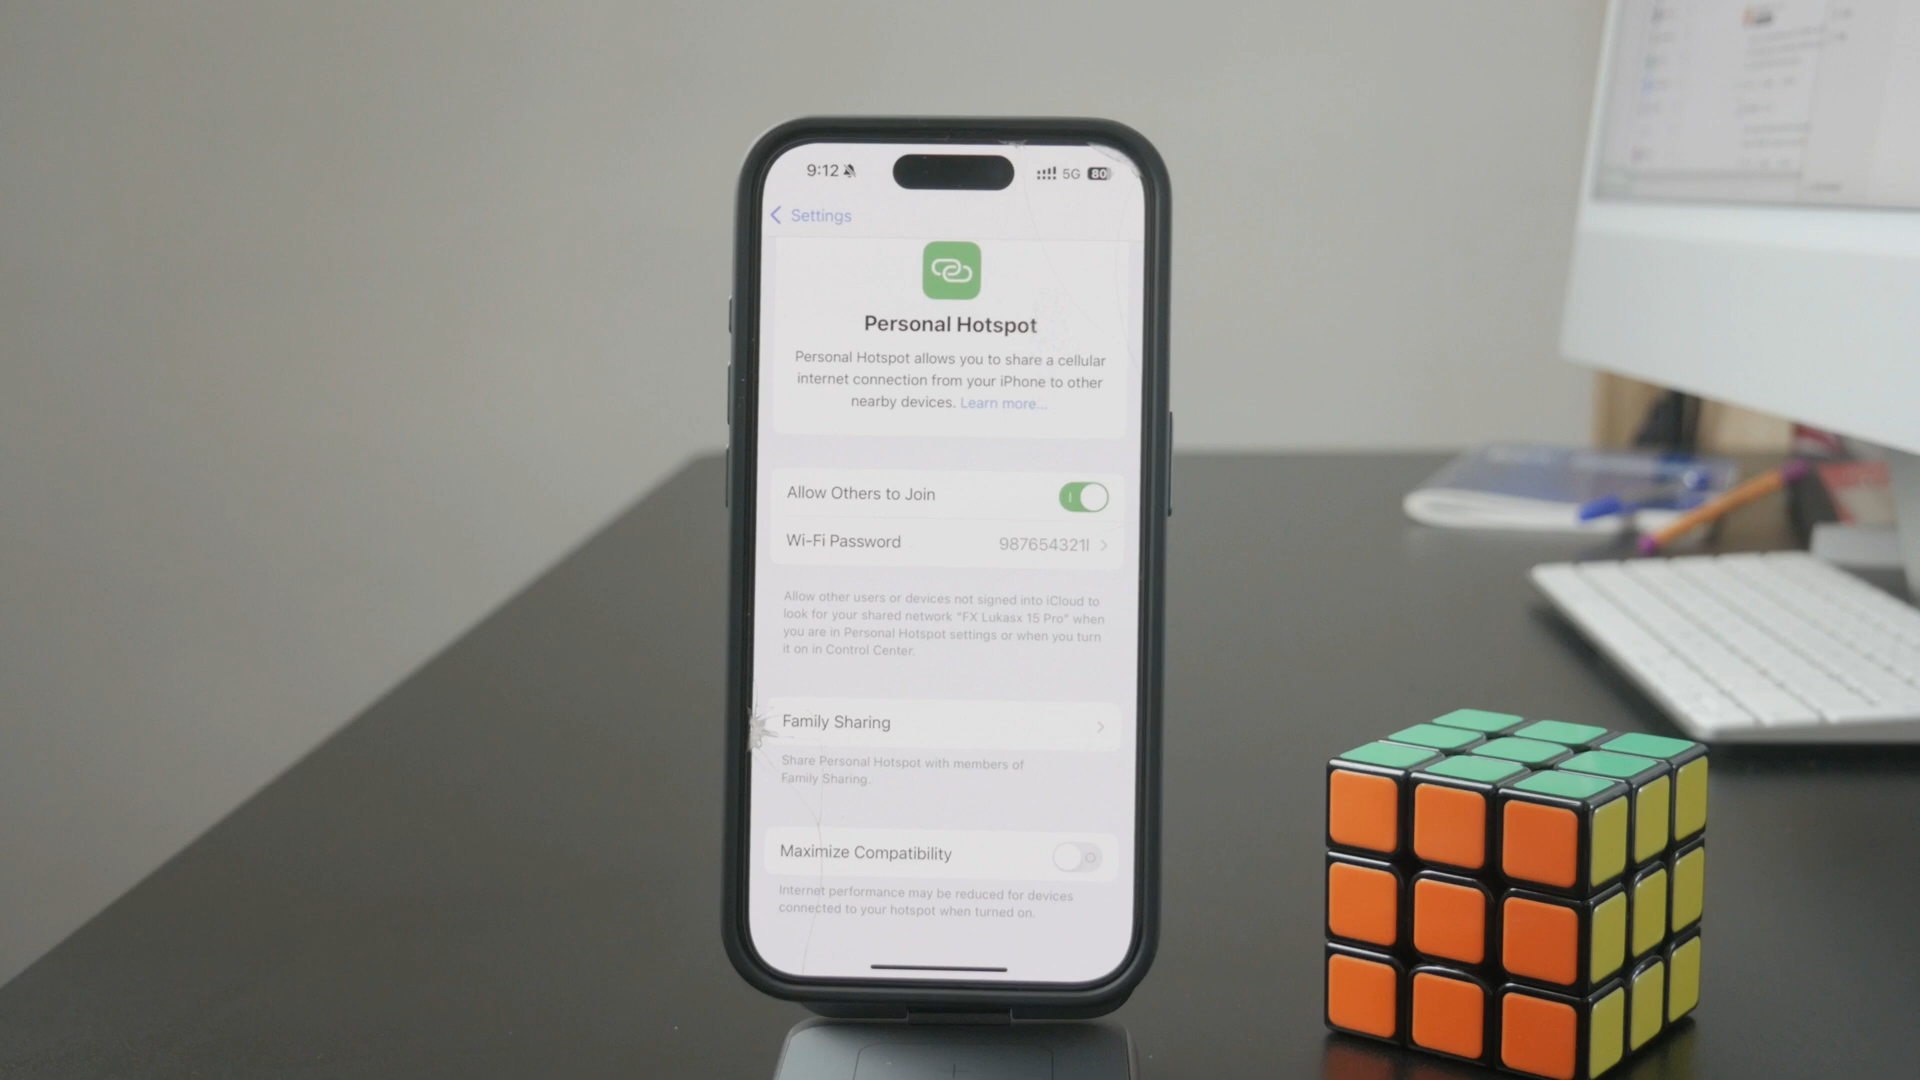 9:12 5G 80
Settings
Personal Hotspot
Personal Hotspot allows you to share a cellular
internet connection from your iPhone to other
nearby devices. Learn more...
Allow Others to Join
Wi-Fi Password 987654321l
Allow other users or devices not signed into iCloud to
look for your shared network "FX Lukasx 15 Pro" when
you are in Personal Hotspot settings or when you turn
it on in Control Center.
Family Sharing
Share Personal Hotspot with members of
Family Sharing.
Maximize Compatibility
Internet performance may be reduced for devices
connected to your hotspot when turned on.